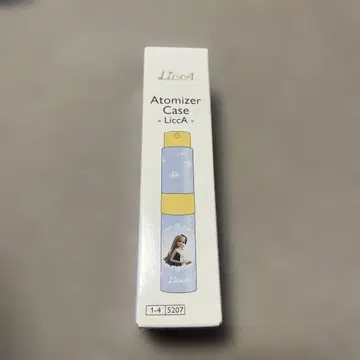 LiccA
Atomizer
Case
- LiccA -
LiccA
1-4 5207